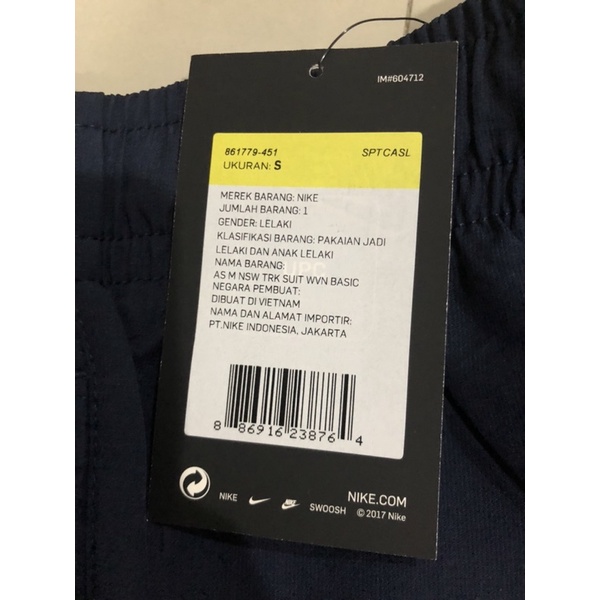 IM#604712
861779-451 SPTCASL
UKURAN: S
MEREK BARANG: NIKE
JUMLAH BARANG: 1
GENDER: LELAKI
KLASIFIKASI BARANG: PAKAIAN JADI
LELAKI DAN ANAK LELAKI
NAMA BARANG:
AS M NSW TRK SUIT WVN BASIC
NEGARA PEMBUAT:
DIBUAT DI VIETNAM
NAMA DAN ALAMAT IMPORTIR:
PT.NIKE INDONESIA, JAKARTA
8 86916 23876 4
NIKE SWOOSH NIKE.COM
© 2017 Nike